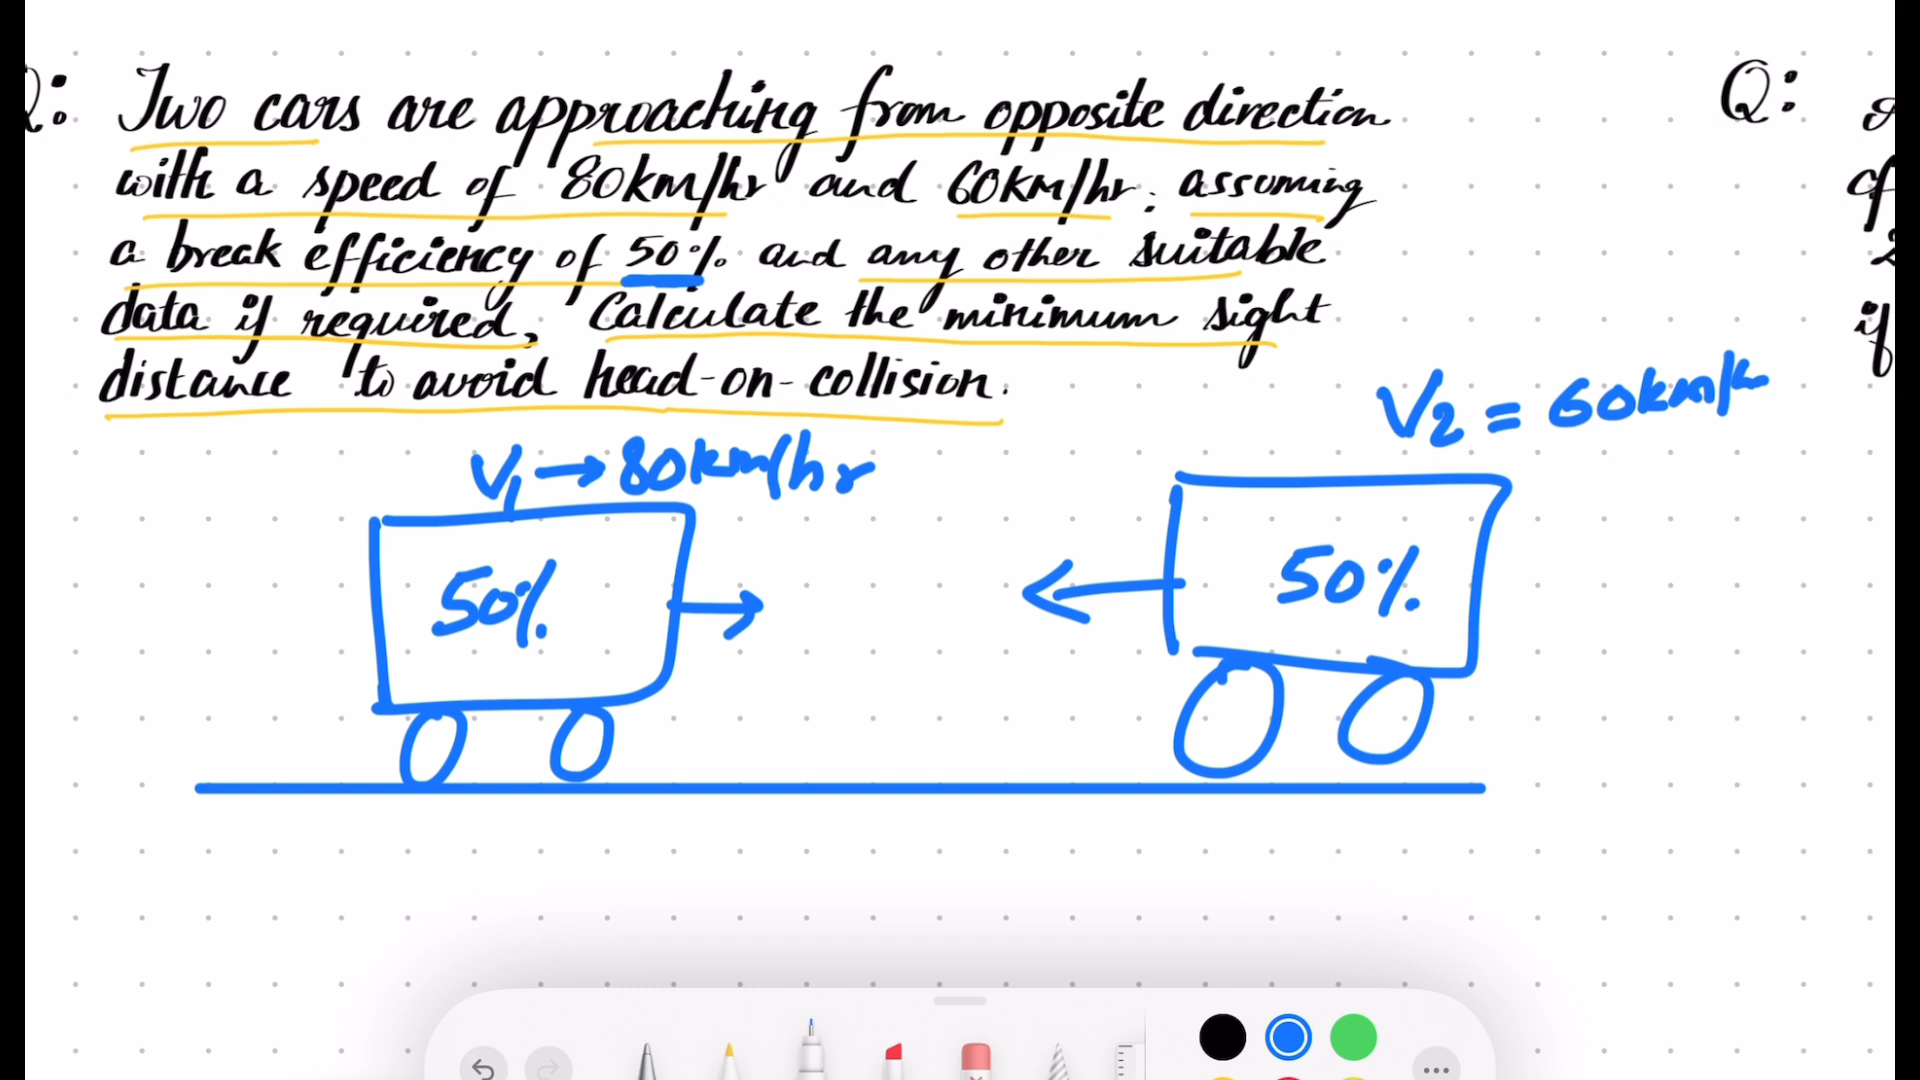 Q: Two cars are approaching from opposite direction
with a speed of 80km/hr and 60km/hr. assuming
a break efficiency of 50% and any other suitable
data if required, Calculate the minimum sight
distance to avoid head-on-collision.
Q:
of
if
V1 → 80km/hr
V2 = 60km/h
50%
50%